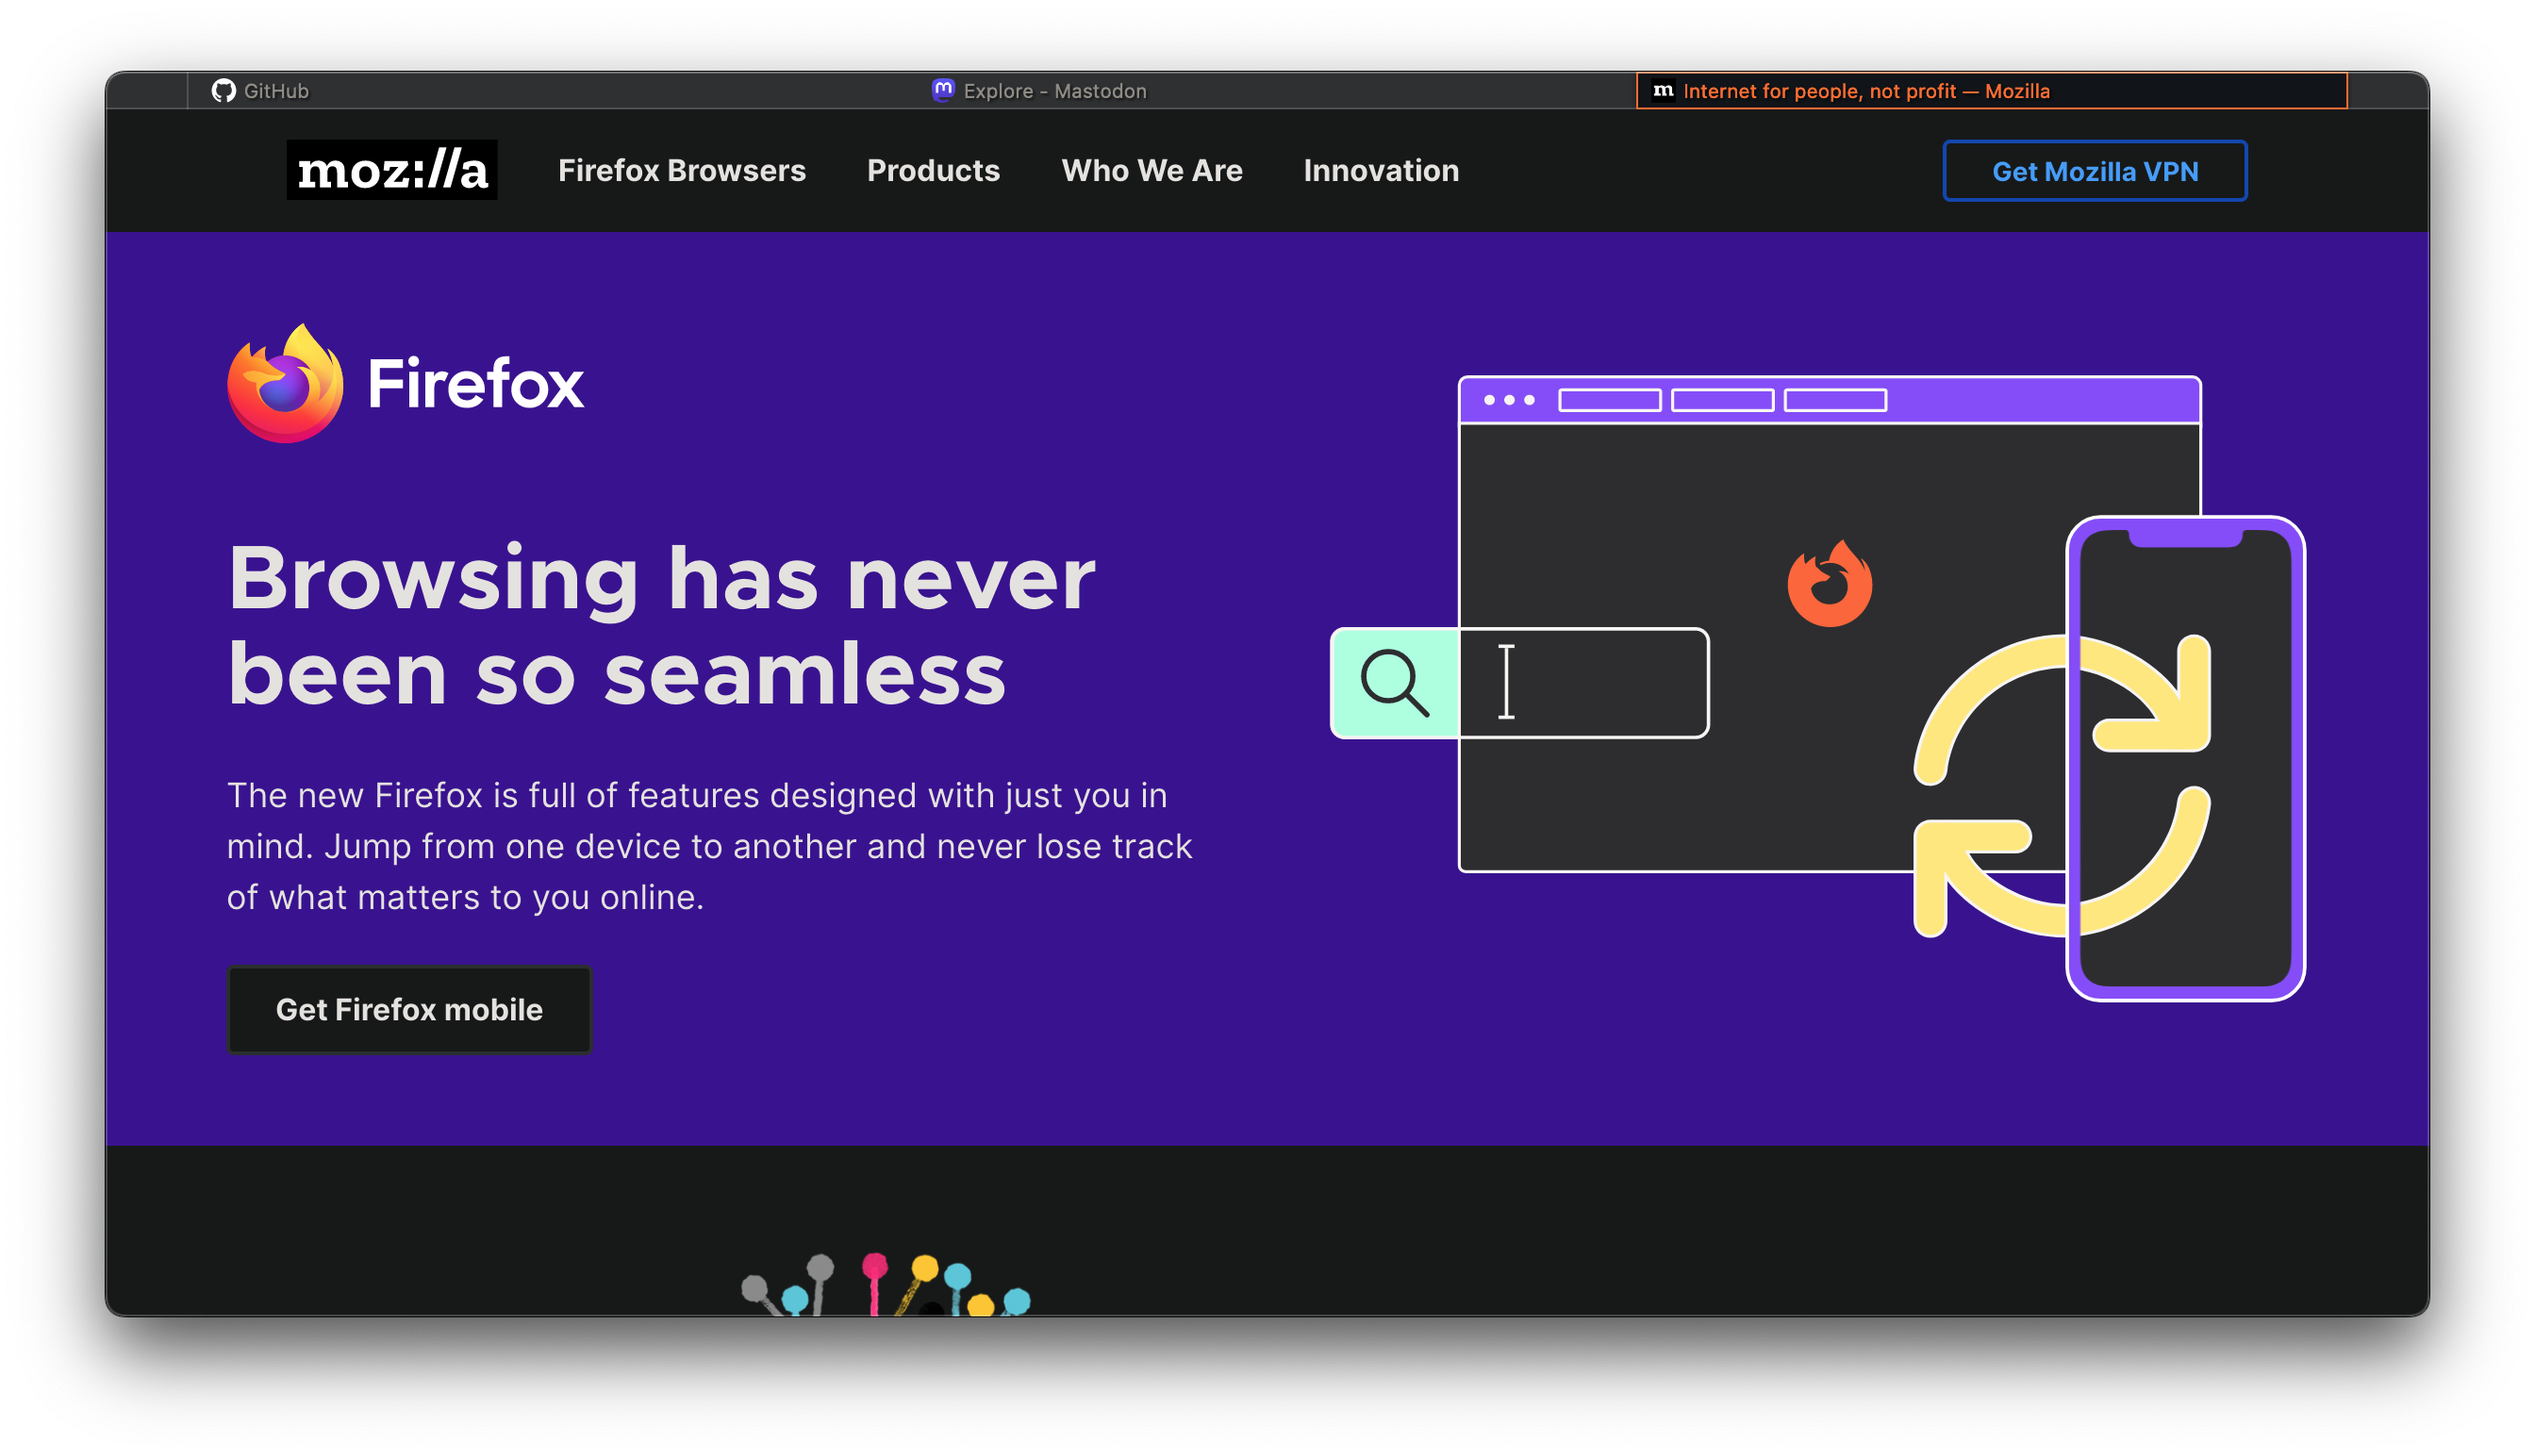 GitHub
Explore - Mastodon
m Internet for people, not profit — Mozilla
moz://a
Firefox Browsers
Products
Who We Are
Innovation
Get Mozilla VPN
Firefox
Browsing has never
been so seamless
The new Firefox is full of features designed with just you in
mind. Jump from one device to another and never lose track
of what matters to you online.
Get Firefox mobile